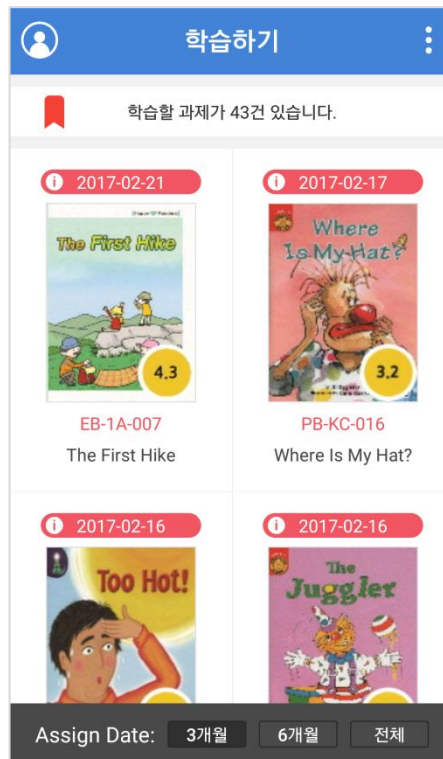 학습하기
학습할 과제가 43건 있습니다.
2017-02-21
2017-02-17
The First Hike
4.3
Where
Is My Hat?
3.2
EB-1A-007
PB-KC-016
The First Hike
Where Is My Hat?
2017-02-16
2017-02-16
Too Hot!
The
Juggler
Assign Date: 3개월 6개월 전체